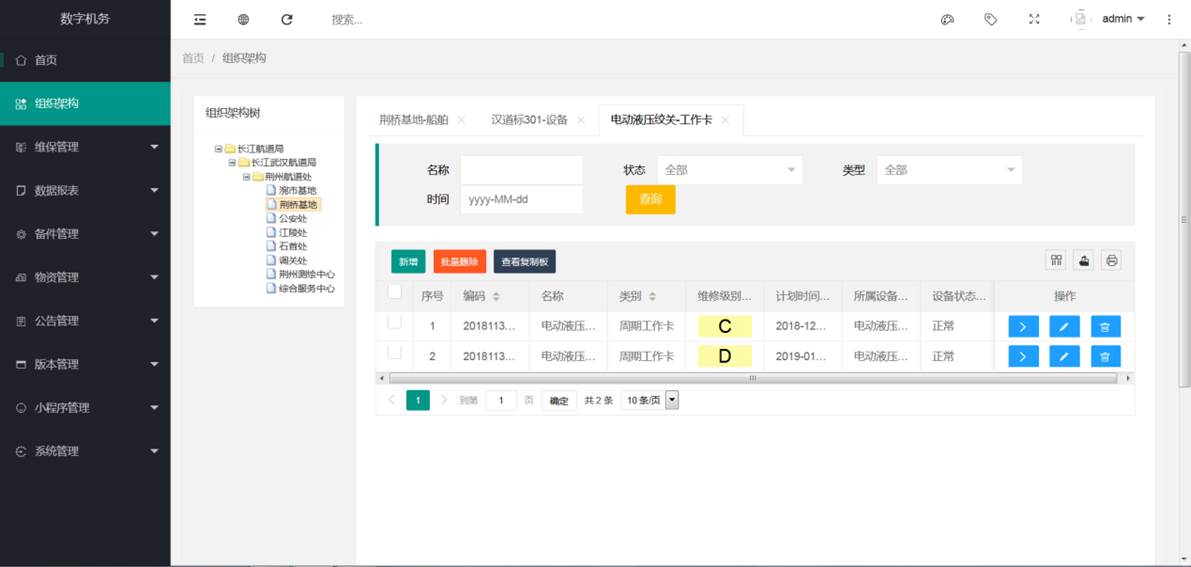 数字机务
搜索...
admin
首页
组织架构
维保管理
数据报表
备件管理
物资管理
公告管理
版本管理
小程序管理
系统管理
首页 / 组织架构
组织架构树
长江航道局
长江武汉航道局
荆州航道处
浣市基地
荆桥基地
公安处
江陵处
石首处
调关处
荆州测绘中心
综合服务中心
荆桥基地-船舶
汉道标301-设备
电动液压绞关-工作卡
名称 状态 全部 类型 全部
时间 yyyy-MM-dd 查询
新增 批量删除 查看复制板
序号 编码 名称 类别 维修级别... 计划时间... 所属设备... 设备状态... 操作
1 2018113... 电动液压... 周期工作卡 C 2018-12... 电动液压... 正常
2 2018113... 电动液压... 周期工作卡 D 2019-01... 电动液压... 正常
1 到第 1 页 确定 共 2 条 10 条/页